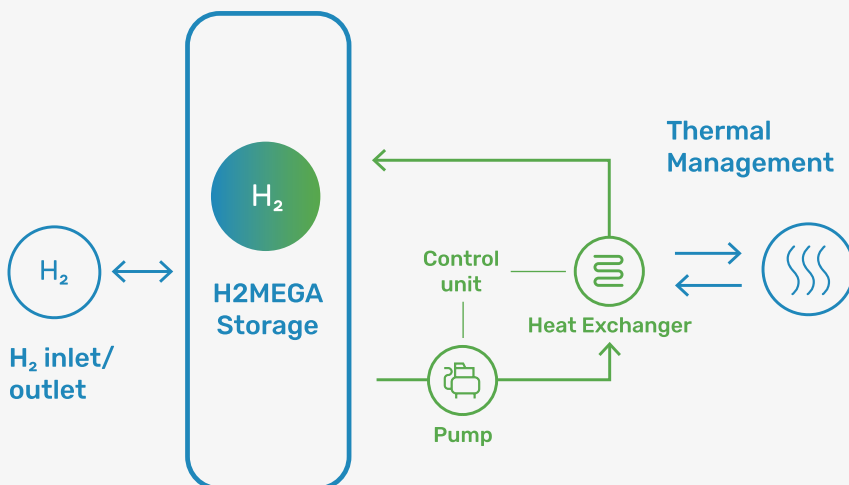 H₂
H₂ inlet/
outlet
H₂
H2MEGA
Storage
Control
unit
Pump
Heat Exchanger
Thermal
Management